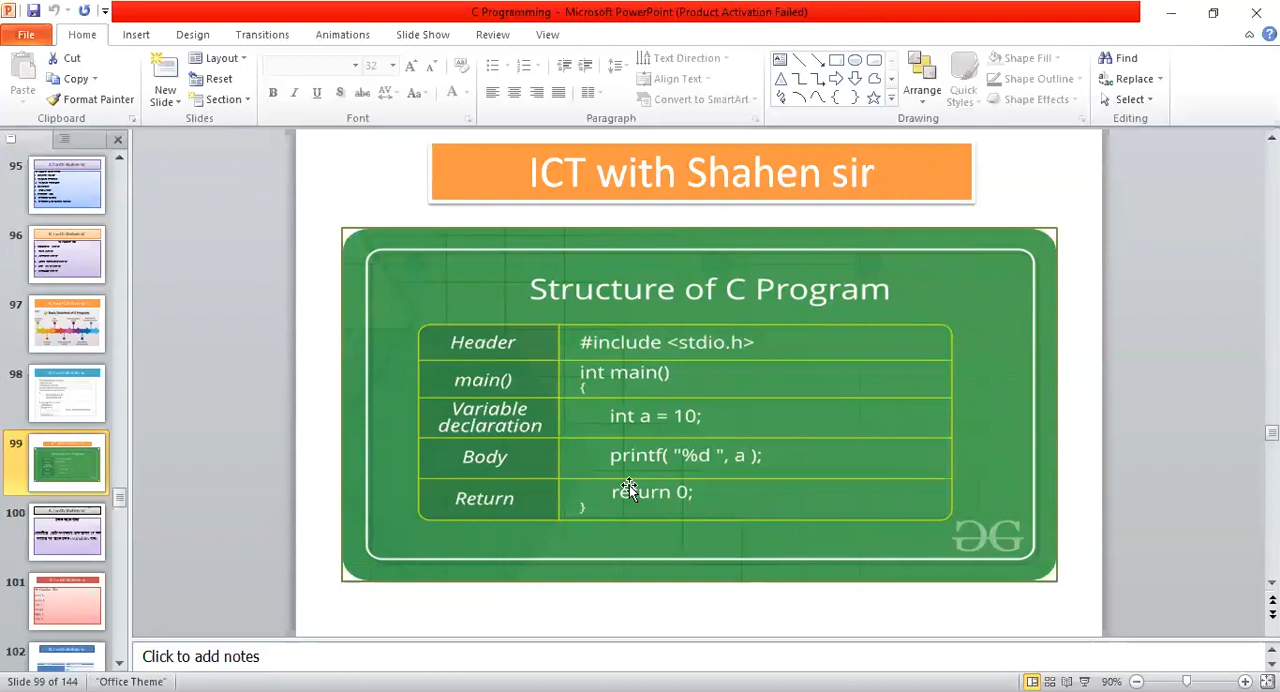 C Programming – Microsoft PowerPoint (Product Activation Failed)
File Home Insert Design Transitions Animations Slide Show Review View
Cut
Copy
Format Painter
Paste
Clipboard
New
Slide
Layout
Reset
Section
Slides
32
B I U S abc AV Aa A
Font
Text Direction
Align Text
Convert to SmartArt
Paragraph
Arrange
Quick
Styles
Shape Fill
Shape Outline
Shape Effects
Drawing
Find
Replace
Select
Editing
95
96
97
98
99
100
101
102
ICT with Shahen sir
Structure of C Program
Header #include <stdio.h>
main() int main()
{
Variable
declaration int a = 10;
Body printf( "%d ", a );
Return return 0;
}
Click to add notes
Slide 99 of 144 "Office Theme" 90%